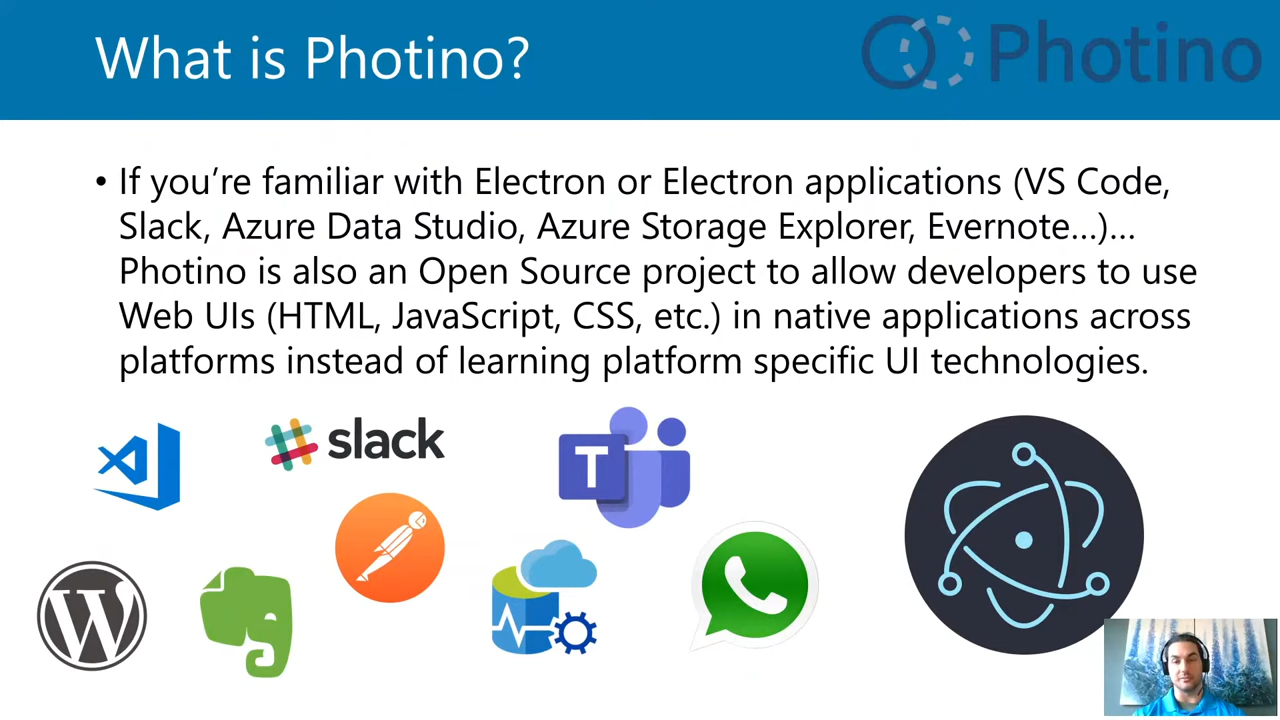 What is Photino?
Photino
• If you’re familiar with Electron or Electron applications (VS Code,
Slack, Azure Data Studio, Azure Storage Explorer, Evernote...)...
Photino is also an Open Source project to allow developers to use
Web UIs (HTML, JavaScript, CSS, etc.) in native applications across
platforms instead of learning platform specific UI technologies.
slack
T
W